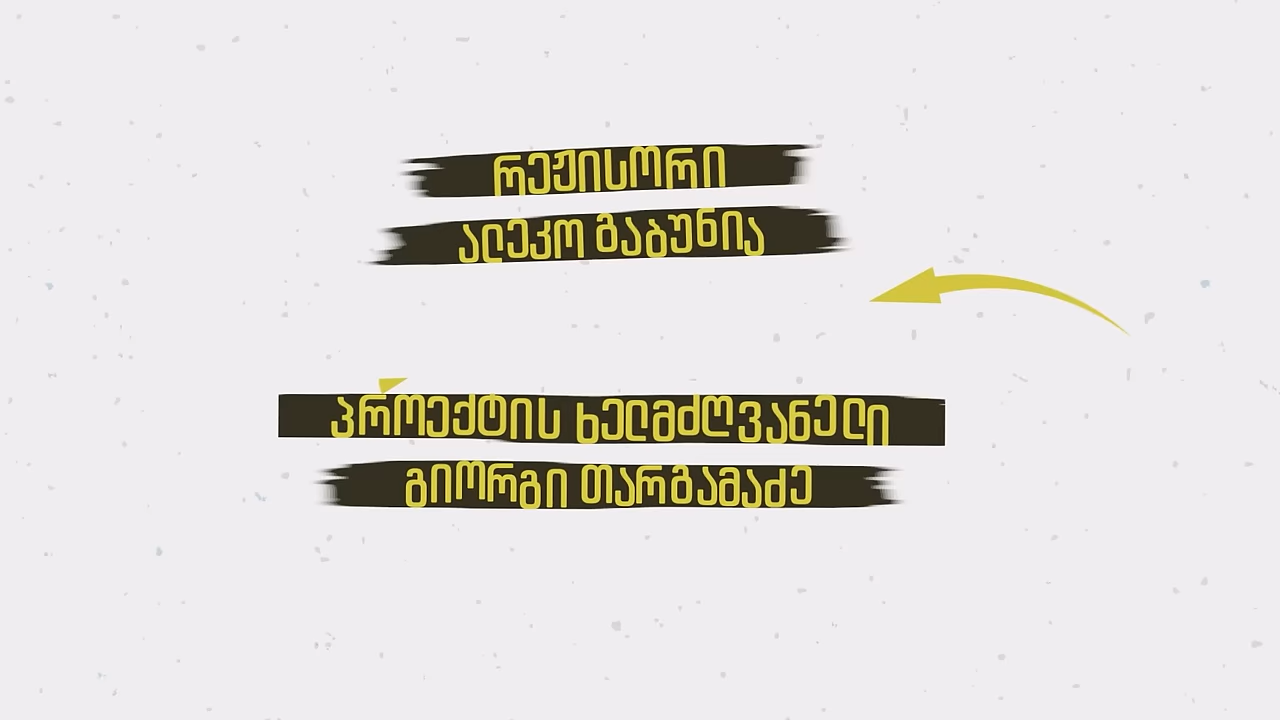 რეჟისორი
ალეკო გაბუნია
პროექტის ხელმძღვანელი
გიორგი თარგამაძე